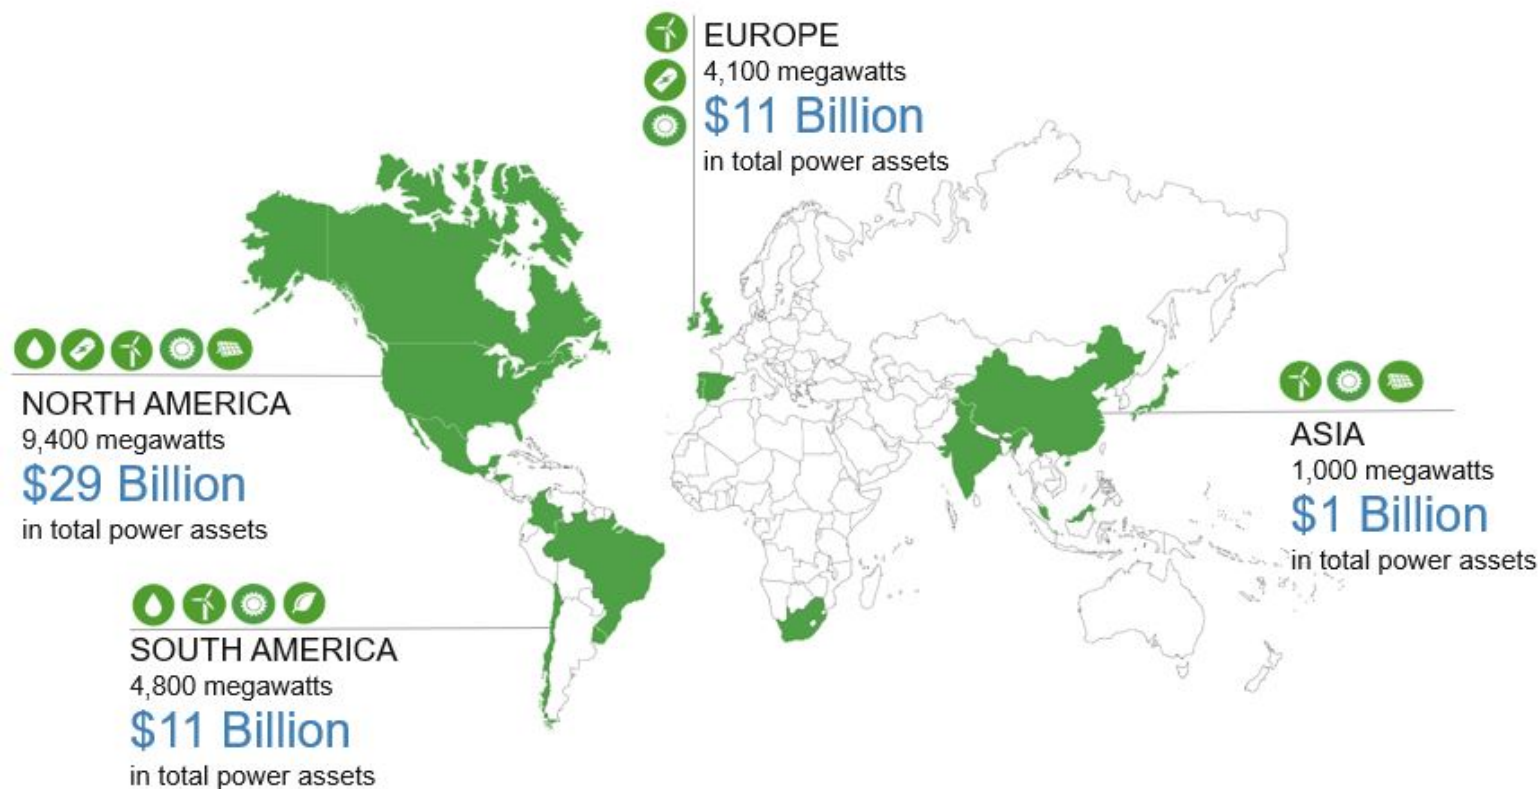 EUROPE
4,100 megawatts
$11 Billion
in total power assets
NORTH AMERICA
9,400 megawatts
$29 Billion
in total power assets
ASIA
1,000 megawatts
$1 Billion
in total power assets
SOUTH AMERICA
4,800 megawatts
$11 Billion
in total power assets